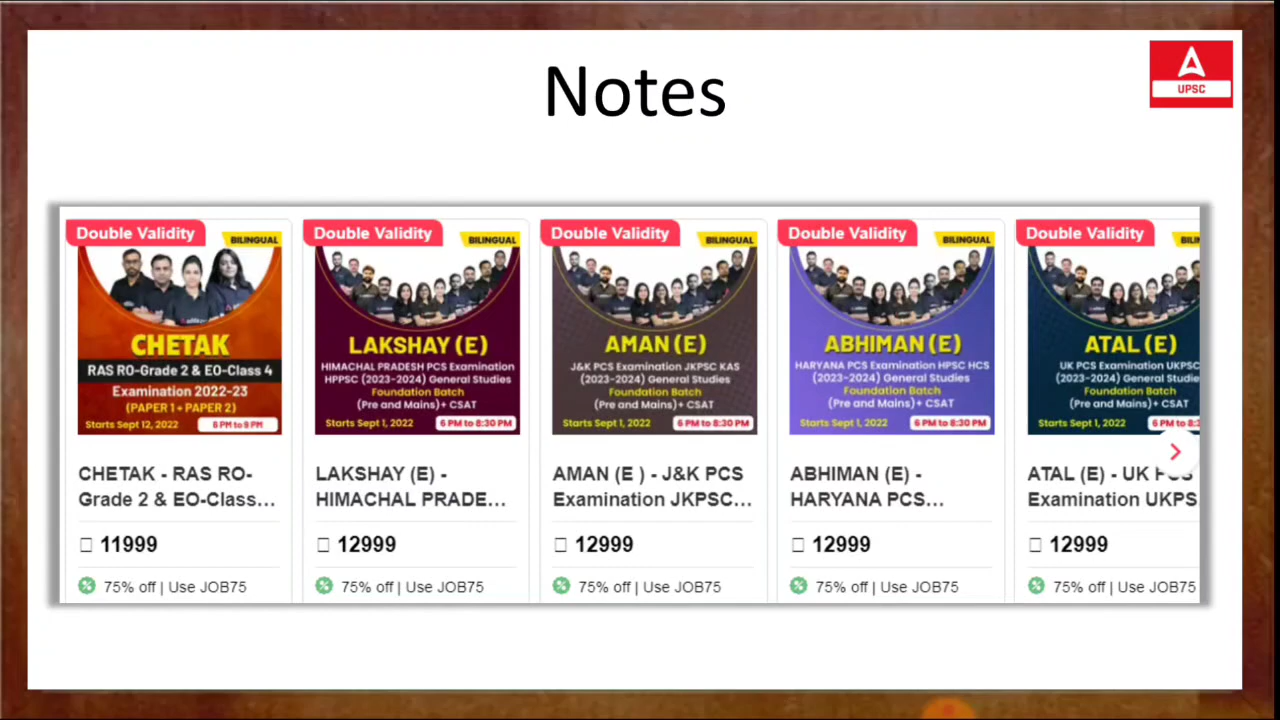 Notes
UPSC
Double Validity
BILINGUAL
CHETAK
RAS RO-Grade 2 & EO-Class 4
Examination 2022-23
(PAPER 1 + PAPER 2)
Starts Sept 12, 2022
6 PM to 9 PM
CHETAK - RAS RO-
Grade 2 & EO-Class...
11999
75% off | Use JOB75
Double Validity
BILINGUAL
LAKSHAY (E)
HIMACHAL PRADESH PCS Examination
HPPSC (2023-2024) General Studies
Foundation Batch
(Pre and Mains)+ CSAT
Starts Sept 1, 2022
6 PM to 8:30 PM
LAKSHAY (E) -
HIMACHAL PRADE...
12999
75% off | Use JOB75
Double Validity
BILINGUAL
AMAN (E)
J&K PCS Examination JKPSC KAS
(2023-2024) General Studies
Foundation Batch
(Pre and Mains)+ CSAT
Starts Sept 1, 2022
6 PM to 8:30 PM
AMAN (E ) - J&K PCS
Examination JKPSC...
12999
75% off | Use JOB75
Double Validity
BILINGUAL
ABHIMAN (E)
HARYANA PCS Examination HPSC HCS
(2023-2024) General Studies
Foundation Batch
(Pre and Mains)+ CSAT
Starts Sept 1, 2022
6 PM to 8:30 PM
ABHIMAN (E) -
HARYANA PCS...
12999
75% off | Use JOB75
Double Validity
ATAL (E)
UK PCS Examination UKPSC
(2023-2024) General Studies
Foundation Batch
(Pre and Mains)+ CSAT
Starts Sept 1, 2022
6 PM to
ATAL (E) - UK PCS
Examination UKPS
12999
75% off | Use JOB75